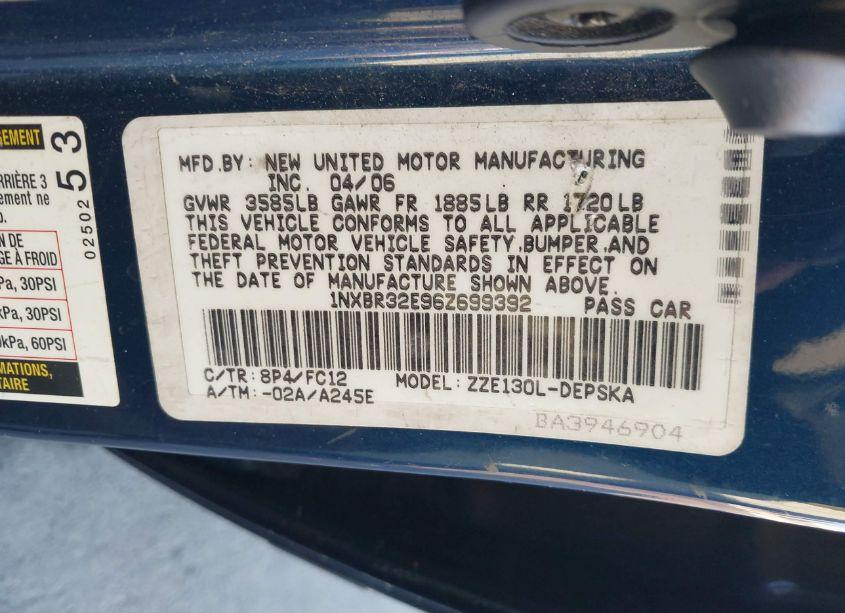 GEMENT
RRIÈRE 3
ement ne
ON DE
GE À FROID
Pa, 30PSI
kPa, 30PSI
0kPa, 60PSI
MATIONS,
TAIRE
02502 53
MFD.BY: NEW UNITED MOTOR MANUFACTURING
INC. 04/06
GVWR 3585LB GAWR FR 1885LB RR 1720LB
THIS VEHICLE CONFORMS TO ALL APPLICABLE
FEDERAL MOTOR VEHICLE SAFETY,BUMPER,AND
THEFT PREVENTION STANDARDS IN EFFECT ON
THE DATE OF MANUFACTURE SHOWN ABOVE.
1NXBR32E96Z699392 PASS CAR
C/TR: 8P4/FC12 MODEL: ZZE130L-DEPSKA
A/TM: -02A/A245E
BA3946904